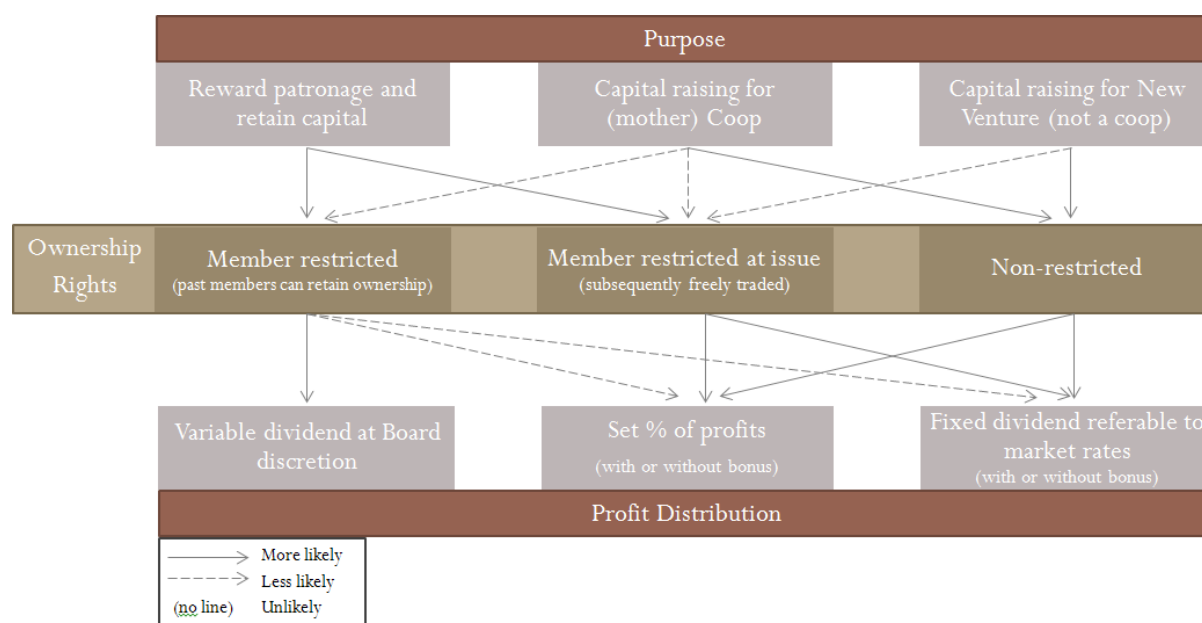 Purpose
Reward patronage and
retain capital
Capital raising for
(mother) Coop
Capital raising for New
Venture (not a coop)
Ownership
Rights
Member restricted
(past members can retain ownership)
Member restricted at issue
(subsequently freely traded)
Non-restricted
Variable dividend at Board
discretion
Set % of profits
(with or without bonus)
Fixed dividend referable to
market rates
(with or without bonus)
Profit Distribution
More likely
Less likely
(no line) Unlikely